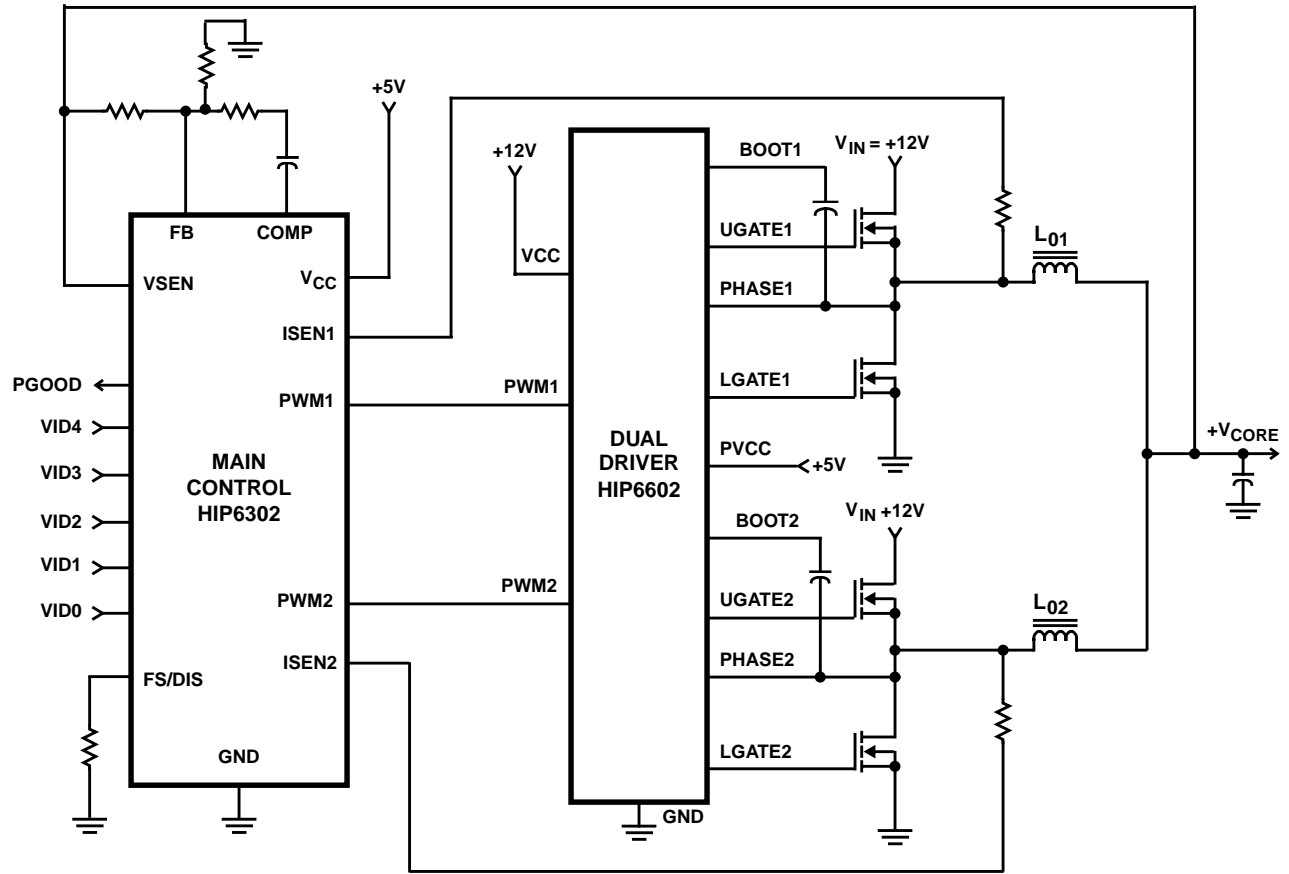 +5V
+12V
BOOT1
VIN = +12V
FB
COMP
UGATE1
L01
VCC
VCC
VSEN
PHASE1
ISEN1
PGOOD
LGATE1
PWM1
PWM1
VID4
+VCORE
DUAL
DRIVER
HIP6602
PVCC
+5V
MAIN
CONTROL
HIP6302
VID3
VID2
BOOT2
VIN +12V
VID1
PWM2
PWM2
VID0
UGATE2
L02
ISEN2
PHASE2
FS/DIS
GND
LGATE2
GND